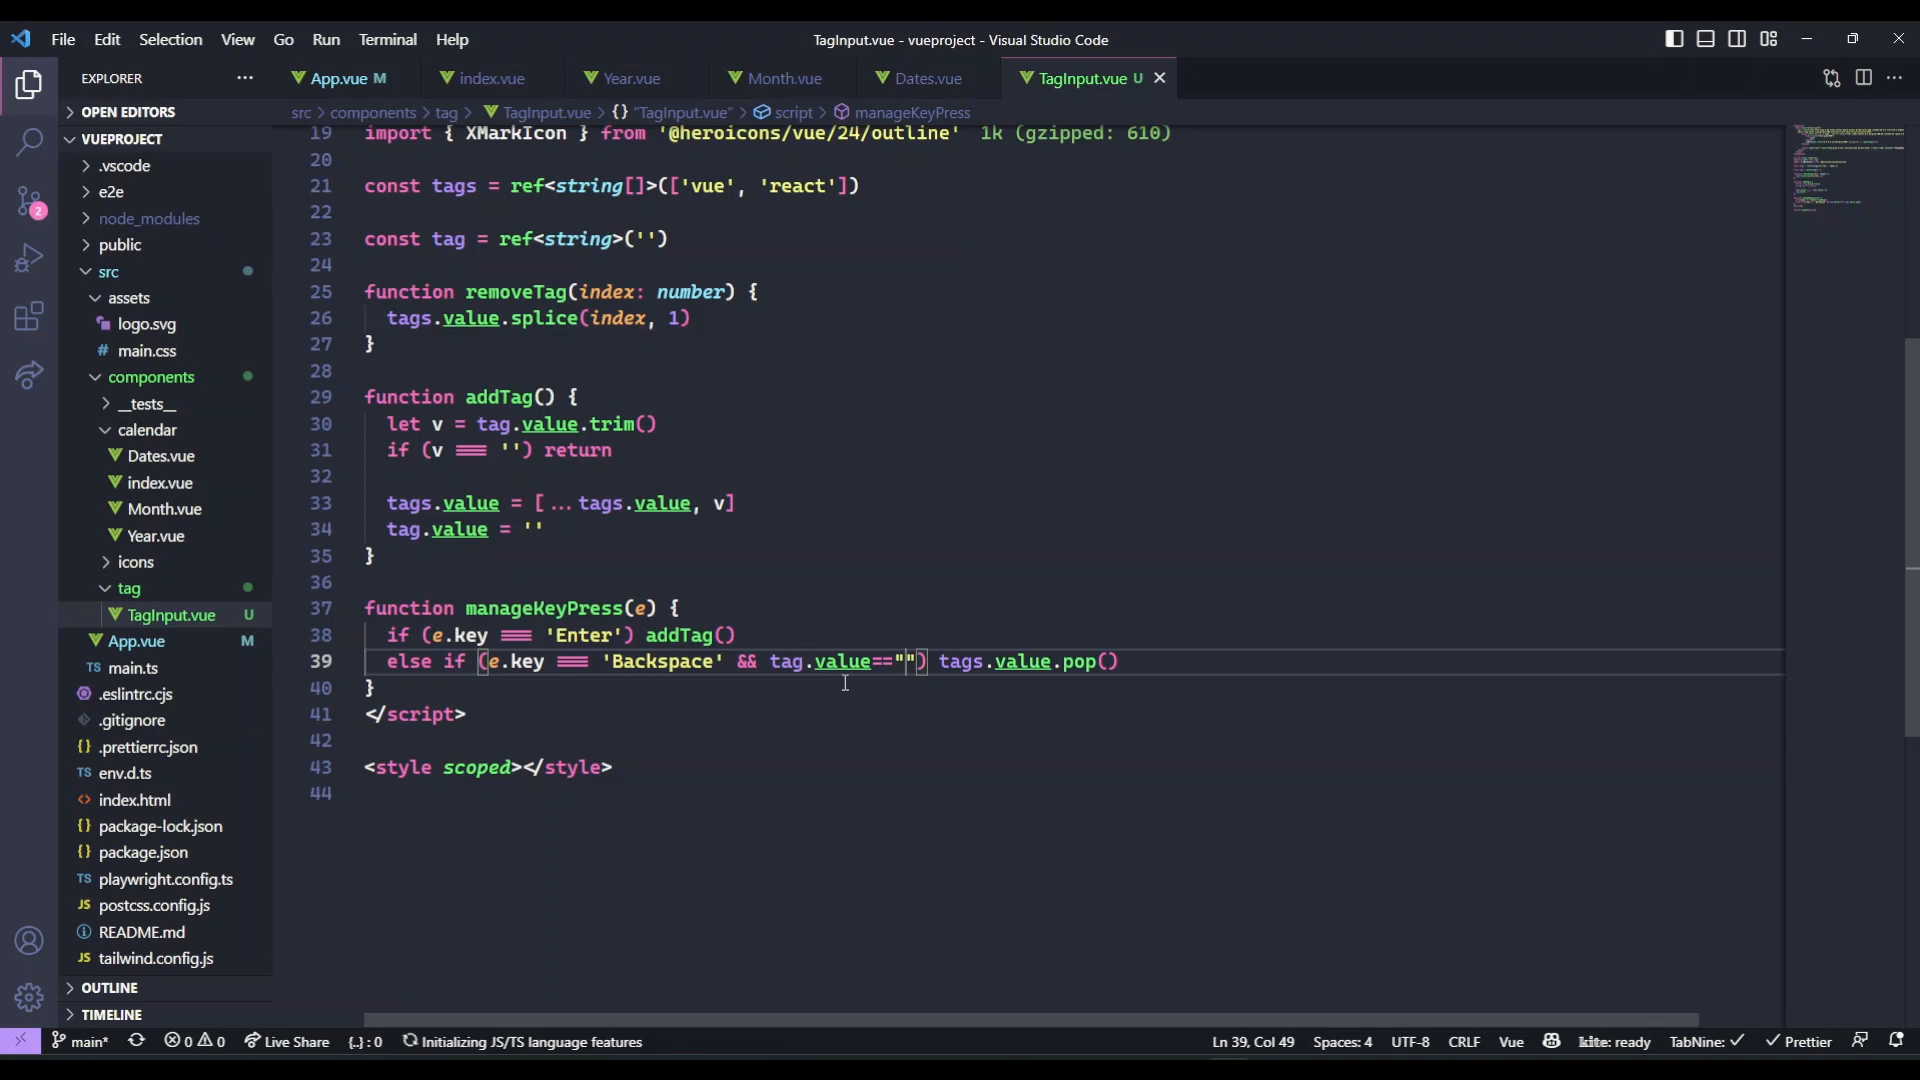 File Edit Selection View Go Run Terminal Help
TagInput.vue - vueproject - Visual Studio Code
EXPLORER
App.vue M
index.vue
Year.vue
Month.vue
Dates.vue
TagInput.vue U
OPEN EDITORS
src > components > tag > TagInput.vue > {} "TagInput.vue" > script > manageKeyPress
VUEPROJECT
.vscode
e2e
node_modules
public
src
assets
logo.svg
# main.css
components
__tests__
calendar
Dates.vue
index.vue
Month.vue
Year.vue
icons
tag
TagInput.vue U
App.vue M
TS main.ts
.eslintrc.cjs
.gitignore
{} .prettierrc.json
TS env.d.ts
<> index.html
{} package-lock.json
{} package.json
TS playwright.config.ts
JS postcss.config.js
README.md
JS tailwind.config.js
OUTLINE
TIMELINE
2
19 import { XMarkIcon } from '@heroicons/vue/24/outline' 1k (gzipped: 610)
20
21 const tags = ref<string[]>(['vue', 'react'])
22
23 const tag = ref<string>('')
24
25 function removeTag(index: number) {
26 tags.value.splice(index, 1)
27 }
28
29 function addTag() {
30 let v = tag.value.trim()
31 if (v === '') return
32
33 tags.value = [...tags.value, v]
34 tag.value = ''
35 }
36
37 function manageKeyPress(e) {
38 if (e.key === 'Enter') addTag()
39 else if (e.key === 'Backspace' && tag.value=="") tags.value.pop()
40 }
41 </script>
42
43 <style scoped></style>
44
main* 0 0 Live Share {..} : 0 Initializing JS/TS language features
Ln 39, Col 49 Spaces: 4 UTF-8 CRLF Vue kite: ready TabNine: Prettier